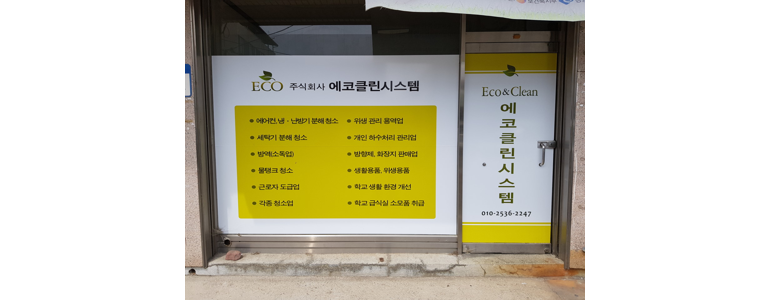 ECO 주식회사 에코클린시스템
에어컨, 냉·난방기 분해 청소
세탁기 분해 청소
방역(소독업)
물탱크 청소
근로자 도급업
각종 청소업
위생 관리 용역업
개인 하수처리 관리업
방향제, 화장지 판매업
생활용품, 위생용품
학교 생활 환경 개선
학교 급식실 소모품 취급
Eco&Clean
에코클린시스템
010-2536-2247